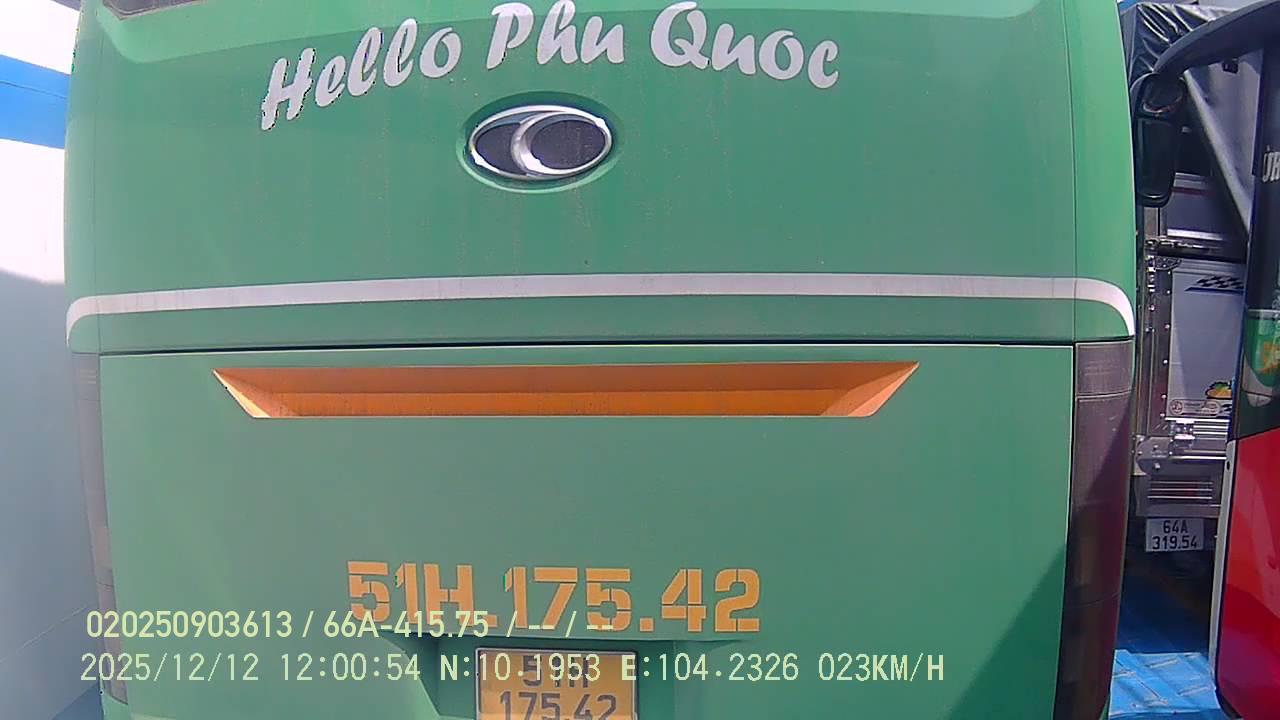 Hello Phu Quoc
51H.175.42
51H
175.42
64A
319.54
020250903613 / 66A-415.75 / -- / --
2025/12/12 12:00:54 N:10.1953 E:104.2326 023KM/H